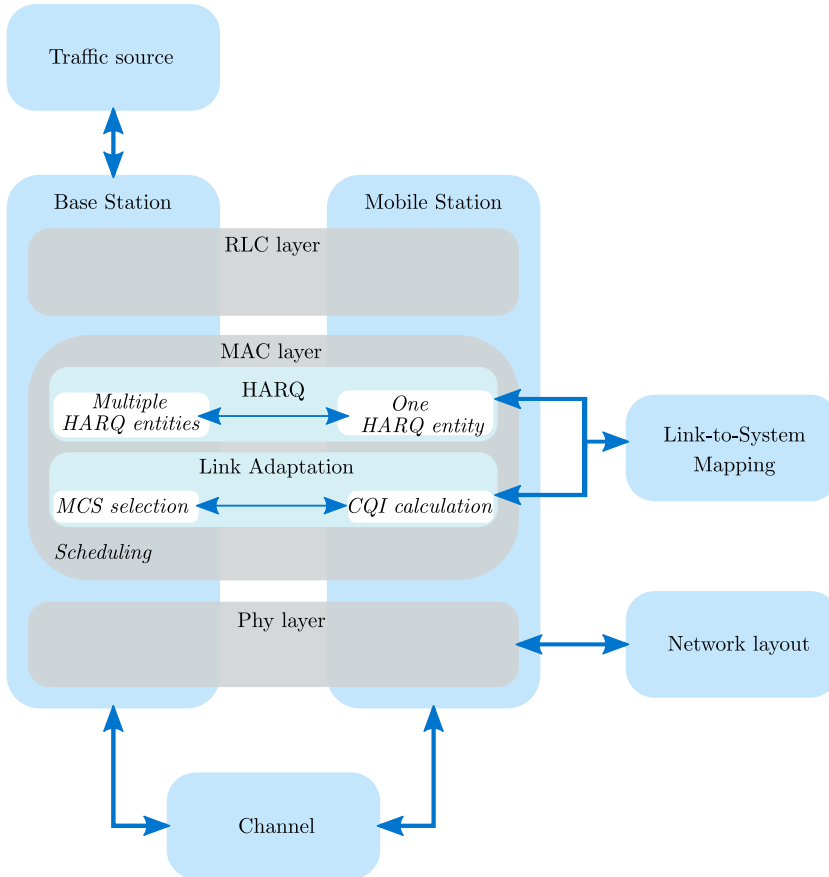 Traffic source
Base Station
Mobile Station
RLC layer
MAC layer
HARQ
Multiple
HARQ entities
One
HARQ entity
Link Adaptation
MCS selection
CQI calculation
Scheduling
Link-to-System
Mapping
Phy layer
Network layout
Channel